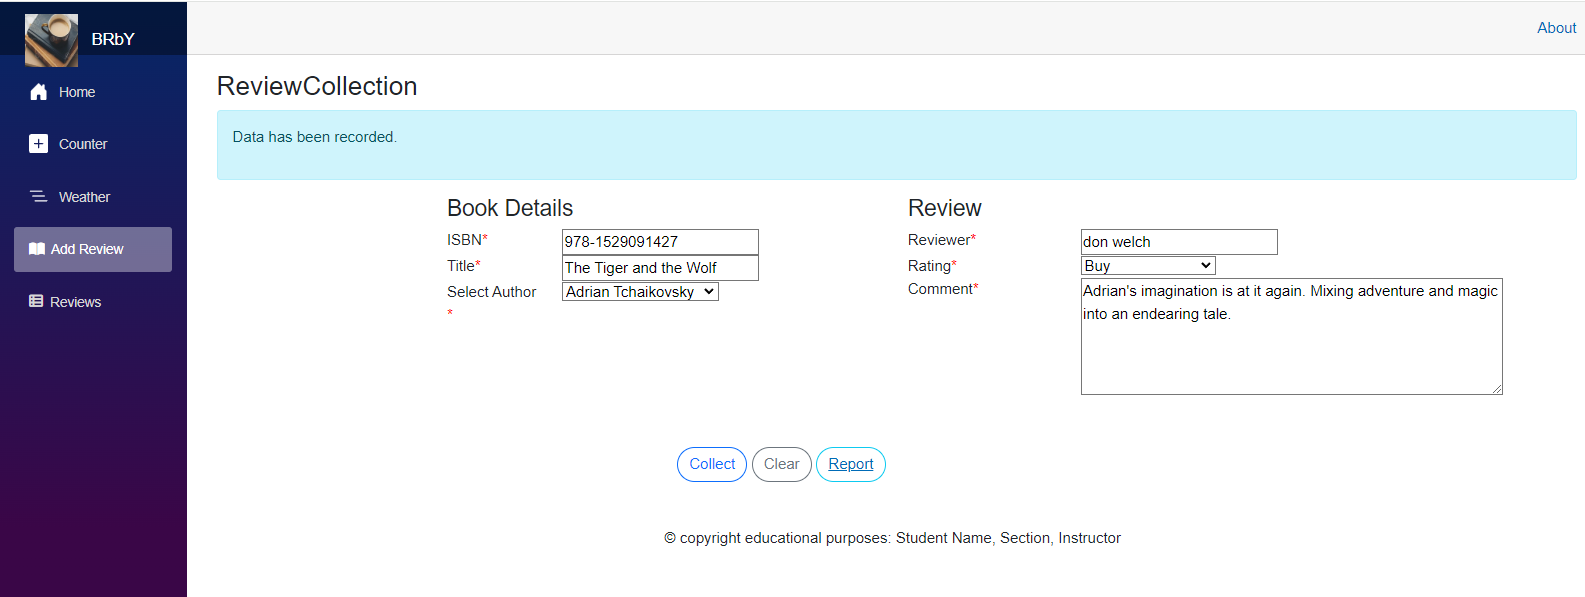 BRbY
About
Home
Counter
Weather
Add Review
Reviews
ReviewCollection
Data has been recorded.
Book Details
ISBN* 978-1529091427
Title* The Tiger and the Wolf
Select Author Adrian Tchaikovsky
*
Review
Reviewer* don welch
Rating* Buy
Comment* Adrian's imagination is at it again. Mixing adventure and magic
into an endearing tale.
Collect Clear Report
© copyright educational purposes: Student Name, Section, Instructor